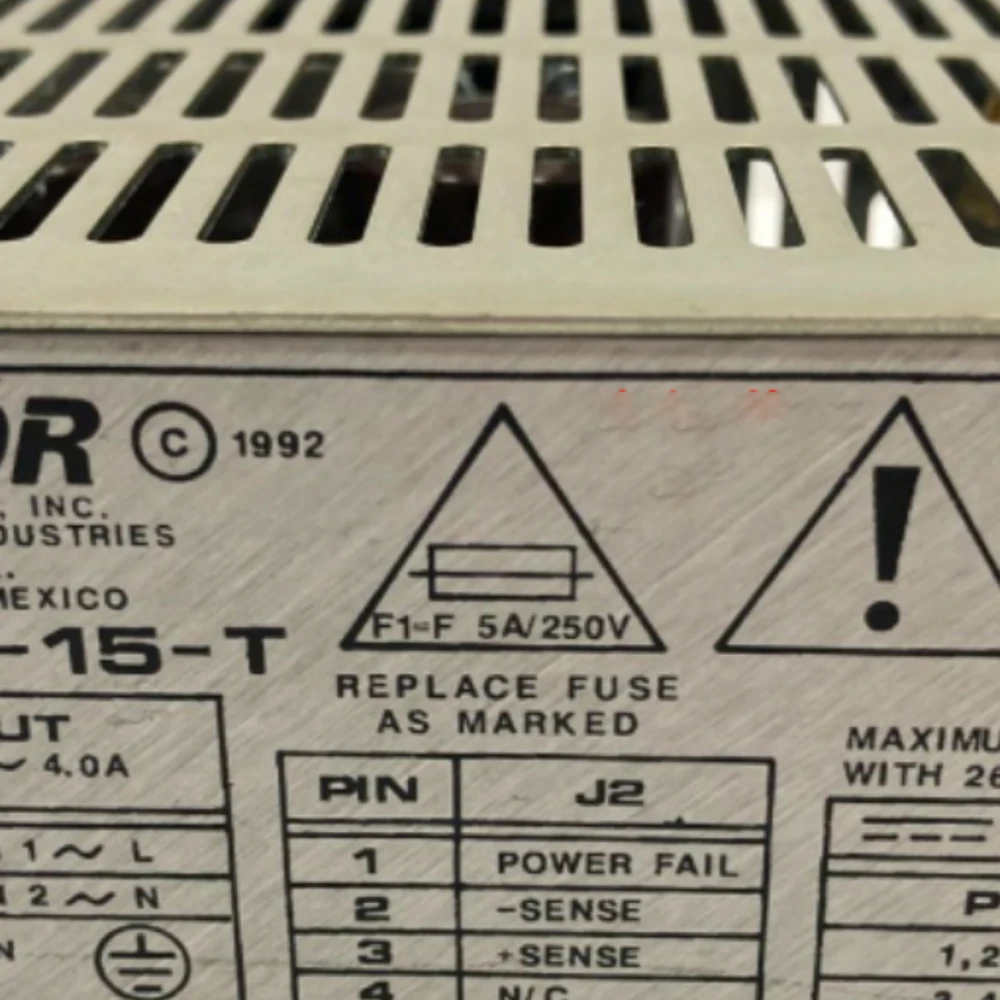 OR © 1992
, INC.
DUSTRIES
MEXICO
-15-T
UT
~ 4.0A
1 ~ L
2 ~ N
N
F1=F 5A/250V
REPLACE FUSE
AS MARKED
PIN J2
1 POWER FAIL
2 -SENSE
3 +SENSE
4 N/C
!
MAXIMU
WITH 26
P
1,2